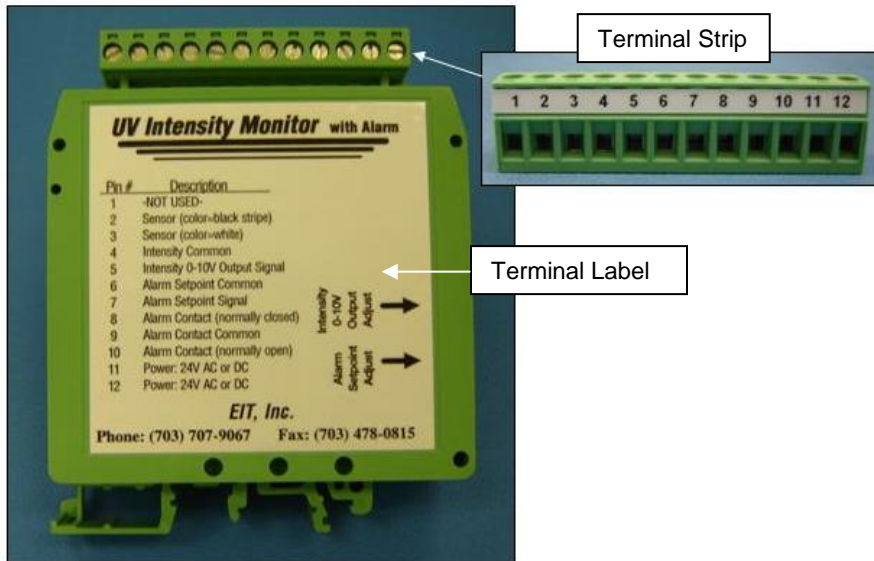 Terminal Strip
1 2 3 4 5 6 7 8 9 10 11 12
UV Intensity Monitor with Alarm
Pin # Description
1 -NOT USED-
2 Sensor (color=black stripe)
3 Sensor (color=white)
4 Intensity Common
5 Intensity 0-10V Output Signal
6 Alarm Setpoint Common
7 Alarm Setpoint Signal
8 Alarm Contact (normally closed)
9 Alarm Contact Common
10 Alarm Contact (normally open)
11 Power: 24V AC or DC
12 Power: 24V AC or DC
Terminal Label
Intensity
0-10V
Output
Adjust
Alarm
Setpoint
Adjust
EIT, Inc.
Phone: (703) 707-9067 Fax: (703) 478-0815